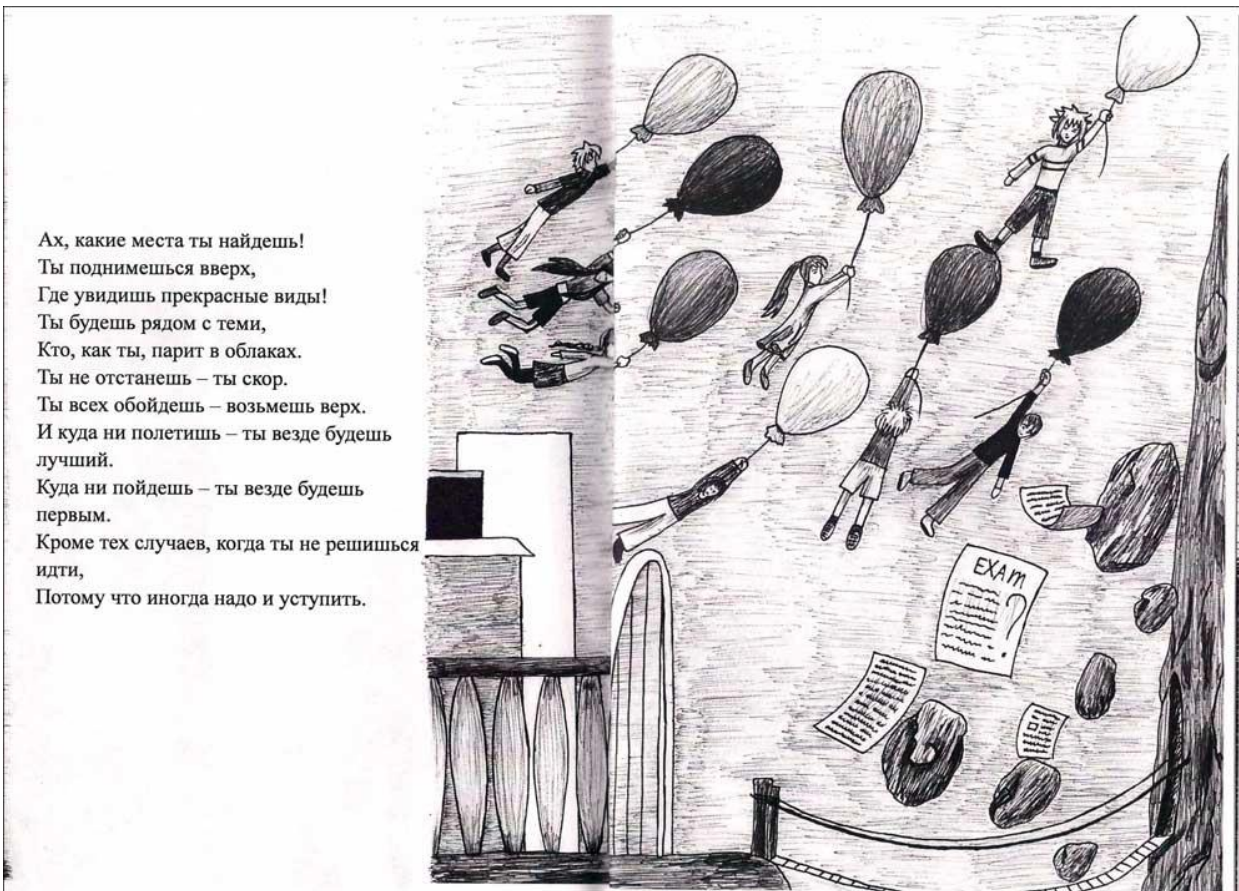 Ах, какие места ты найдешь!
Ты поднимешься вверх,
Где увидишь прекрасные виды!
Ты будешь рядом с теми,
Кто, как ты, парит в облаках.
Ты не отстанешь – ты скор.
Ты всех обойдешь – возьмешь верх.
И куда ни полетишь – ты везде будешь
лучший.
Куда ни пойдешь – ты везде будешь
первым.
Кроме тех случаев, когда ты не решишься
идти,
Потому что иногда надо и уступить.
EXAM
?